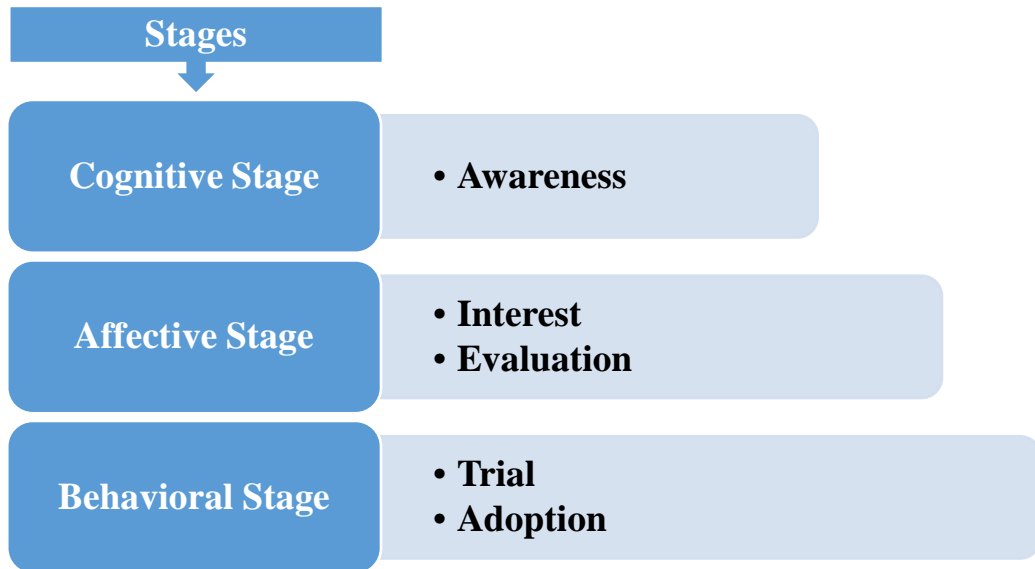 Stages
Cognitive Stage
• Awareness
Affective Stage
• Interest
• Evaluation
Behavioral Stage
• Trial
• Adoption